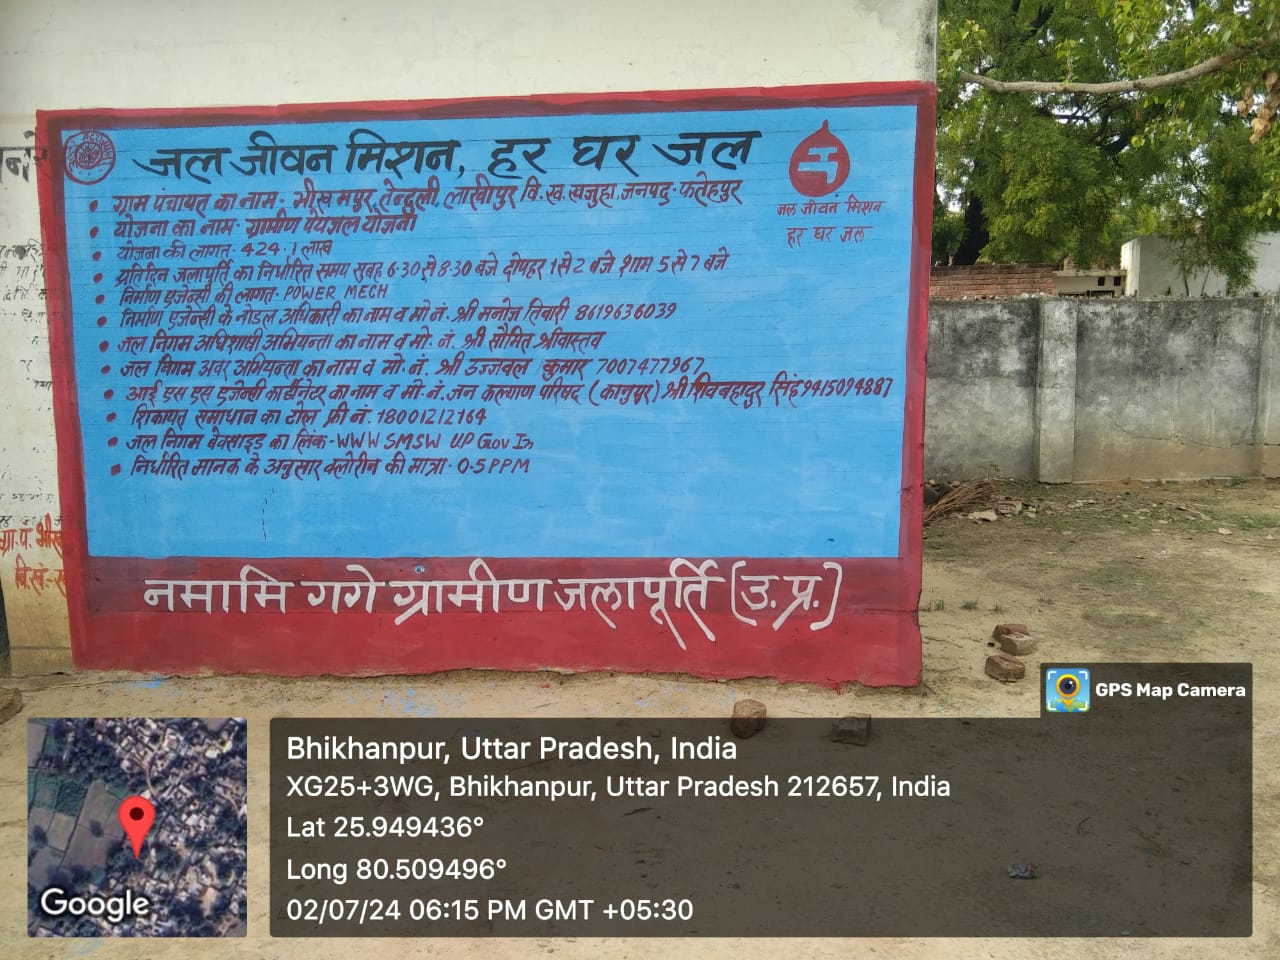 जल जीवन मिशन, हर घर जल
• ग्राम पंचायत का नाम- भीखमपुर, तेन्दुली, लाखीपुर वि.ख. खजुहा, जनपद- फतेहपुर
जल जीवन मिशन
हर घर जल
• योजना का नाम- ग्रामीण पेयजल योजना
• योजना की लागत- 424.1 लाख
• प्रतिदिन जलापूर्ति का निर्धारित समय सुबह 6:30 से 8:30 बजे दोपहर 1 से 2 बजे शाम 5 से 7 बजे
• निर्माण एजेन्सी की लागत- POWER MECH
• निर्माण एजेन्सी के नोडल अधिकारी का नाम व मो नं. श्री मनोज तिवारी 8619636039
• जल निगम अधिशाषी अभियन्ता का नाम व मो. नं. श्री सौमित श्रीवास्तव
• जल निगम अवर अभियन्ता का नाम व मो. नं. श्री उज्जवल कुमार 7007477967
• आई एस एस एजेन्सी कार्डीनेटर का नाम व मो. नं. जन कल्याण परिषद (कानपुर) श्री शिवबहादुर सिंह 9415094887
• शिकायत समाधान का टोल फ्री नं. 18001212164
• जल निगम बेवसाइड का लिंक- WWW SMSW UP Gov In
• निर्धारित मानक के अनुसार क्लोरीन की मात्रा- 0.5 PPM
नमामि गंगे ग्रामीण जलापूर्ति (उ.प्र.)
ग्रा.प. भीख
वि.खं.-
GPS Map Camera
Bhikhanpur, Uttar Pradesh, India
XG25+3WG, Bhikhanpur, Uttar Pradesh 212657, India
Lat 25.949436°
Long 80.509496°
02/07/24 06:15 PM GMT +05:30
Google